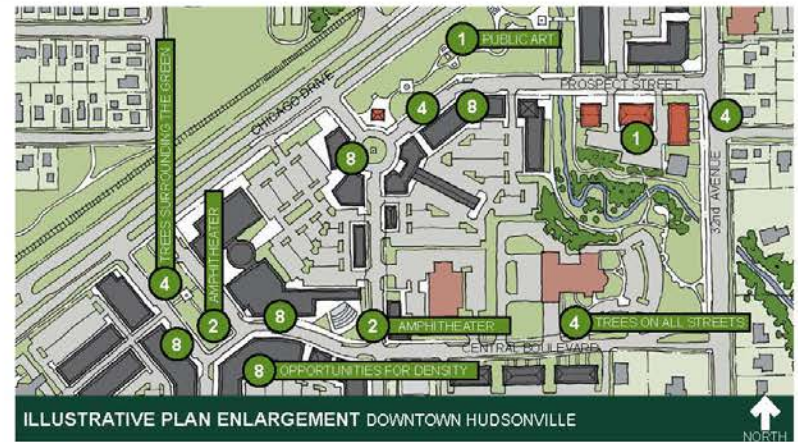 1 PUBLIC ART
PROSPECT STREET
CHICAGO DRIVE
4
8
4
1
8
32nd AVENUE
TREES SURROUNDING THE GREEN
4
AMPHITHEATER
2
8
8
2 AMPHITHEATER
4 TREES ON ALL STREETS
CENTRAL BOULEVARD
8 OPPORTUNITIES FOR DENSITY
ILLUSTRATIVE PLAN ENLARGEMENT DOWNTOWN HUDSONVILLE
NORTH